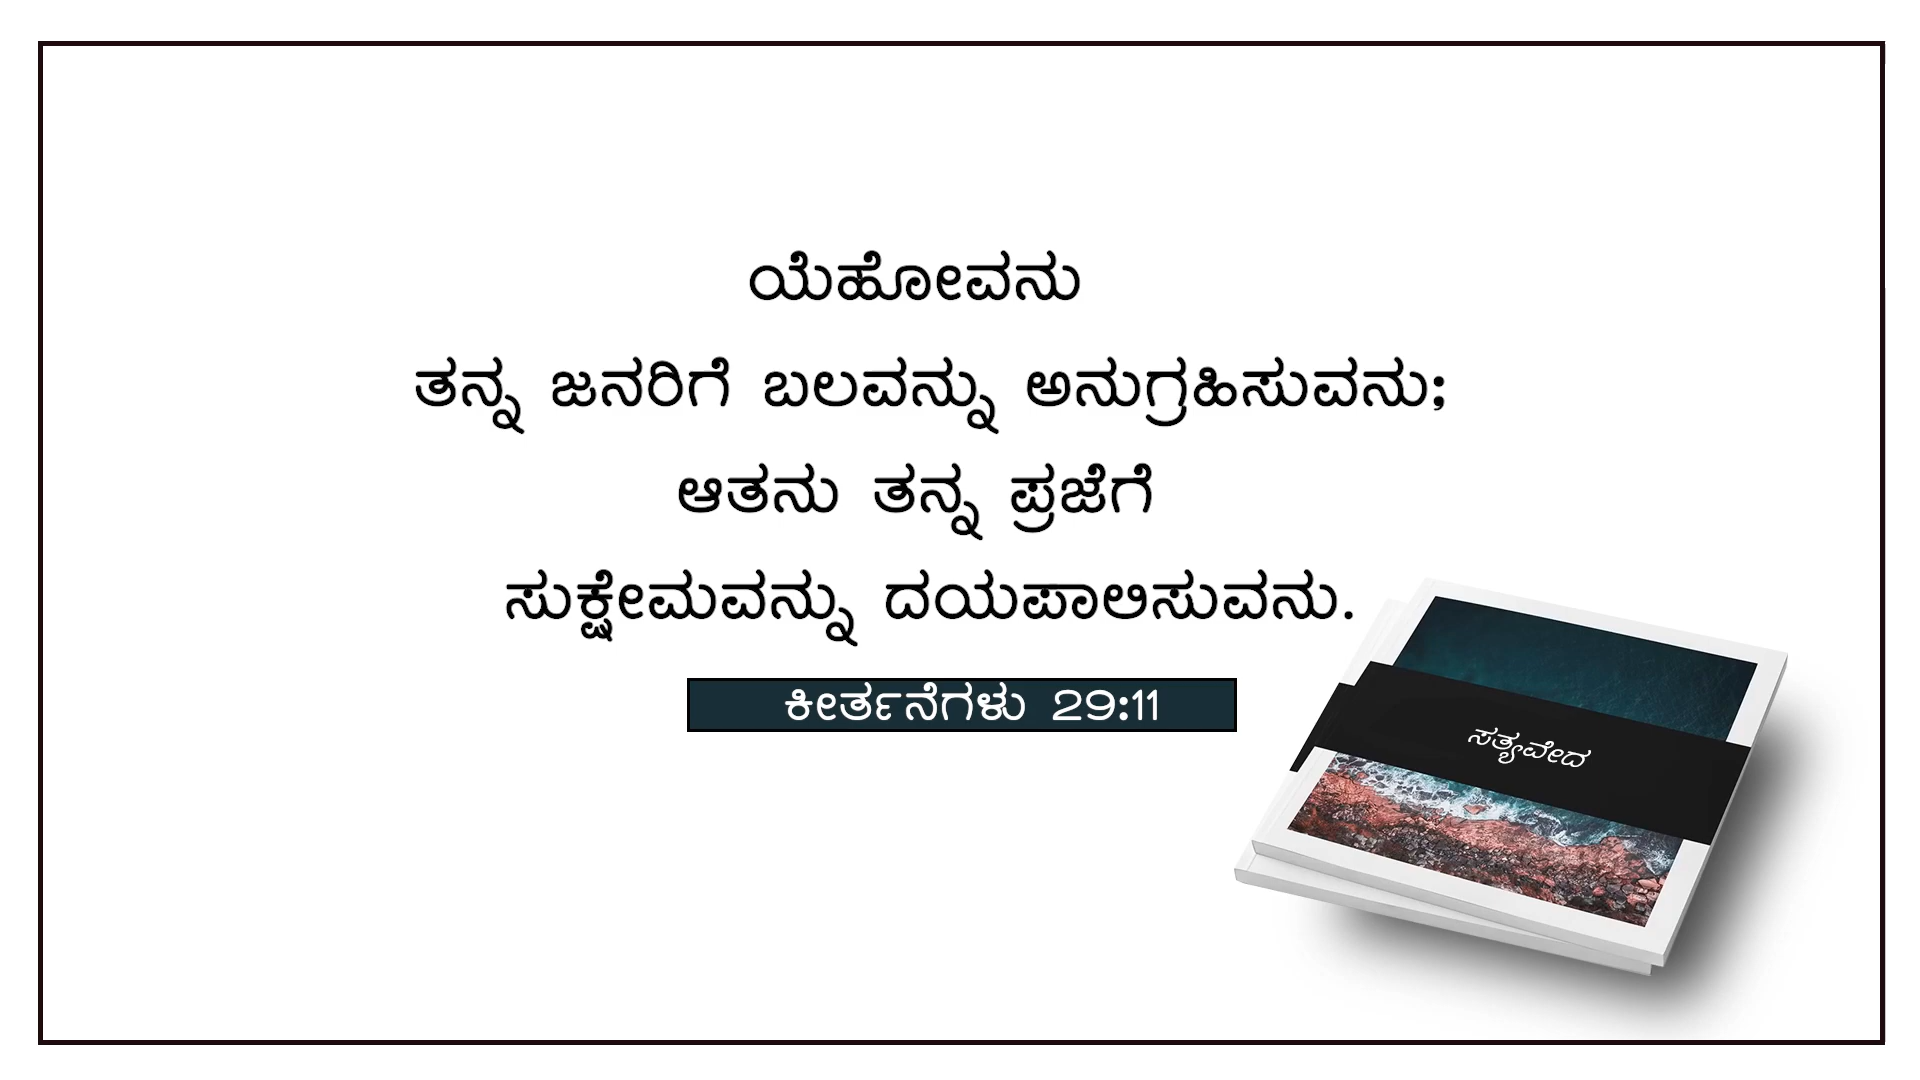 ಯೆಹೋವನು
ತನ್ನ ಜನರಿಗೆ ಬಲವನ್ನು ಅನುಗ್ರಹಿಸುವನು;
ಆತನು ತನ್ನ ಪ್ರಜೆಗೆ
ಸುಕ್ಷೇಮವನ್ನು ದಯಪಾಲಿಸುವನು.
ಕೀರ್ತನೆಗಳು 29:11
ಸತ್ಯವೇದ